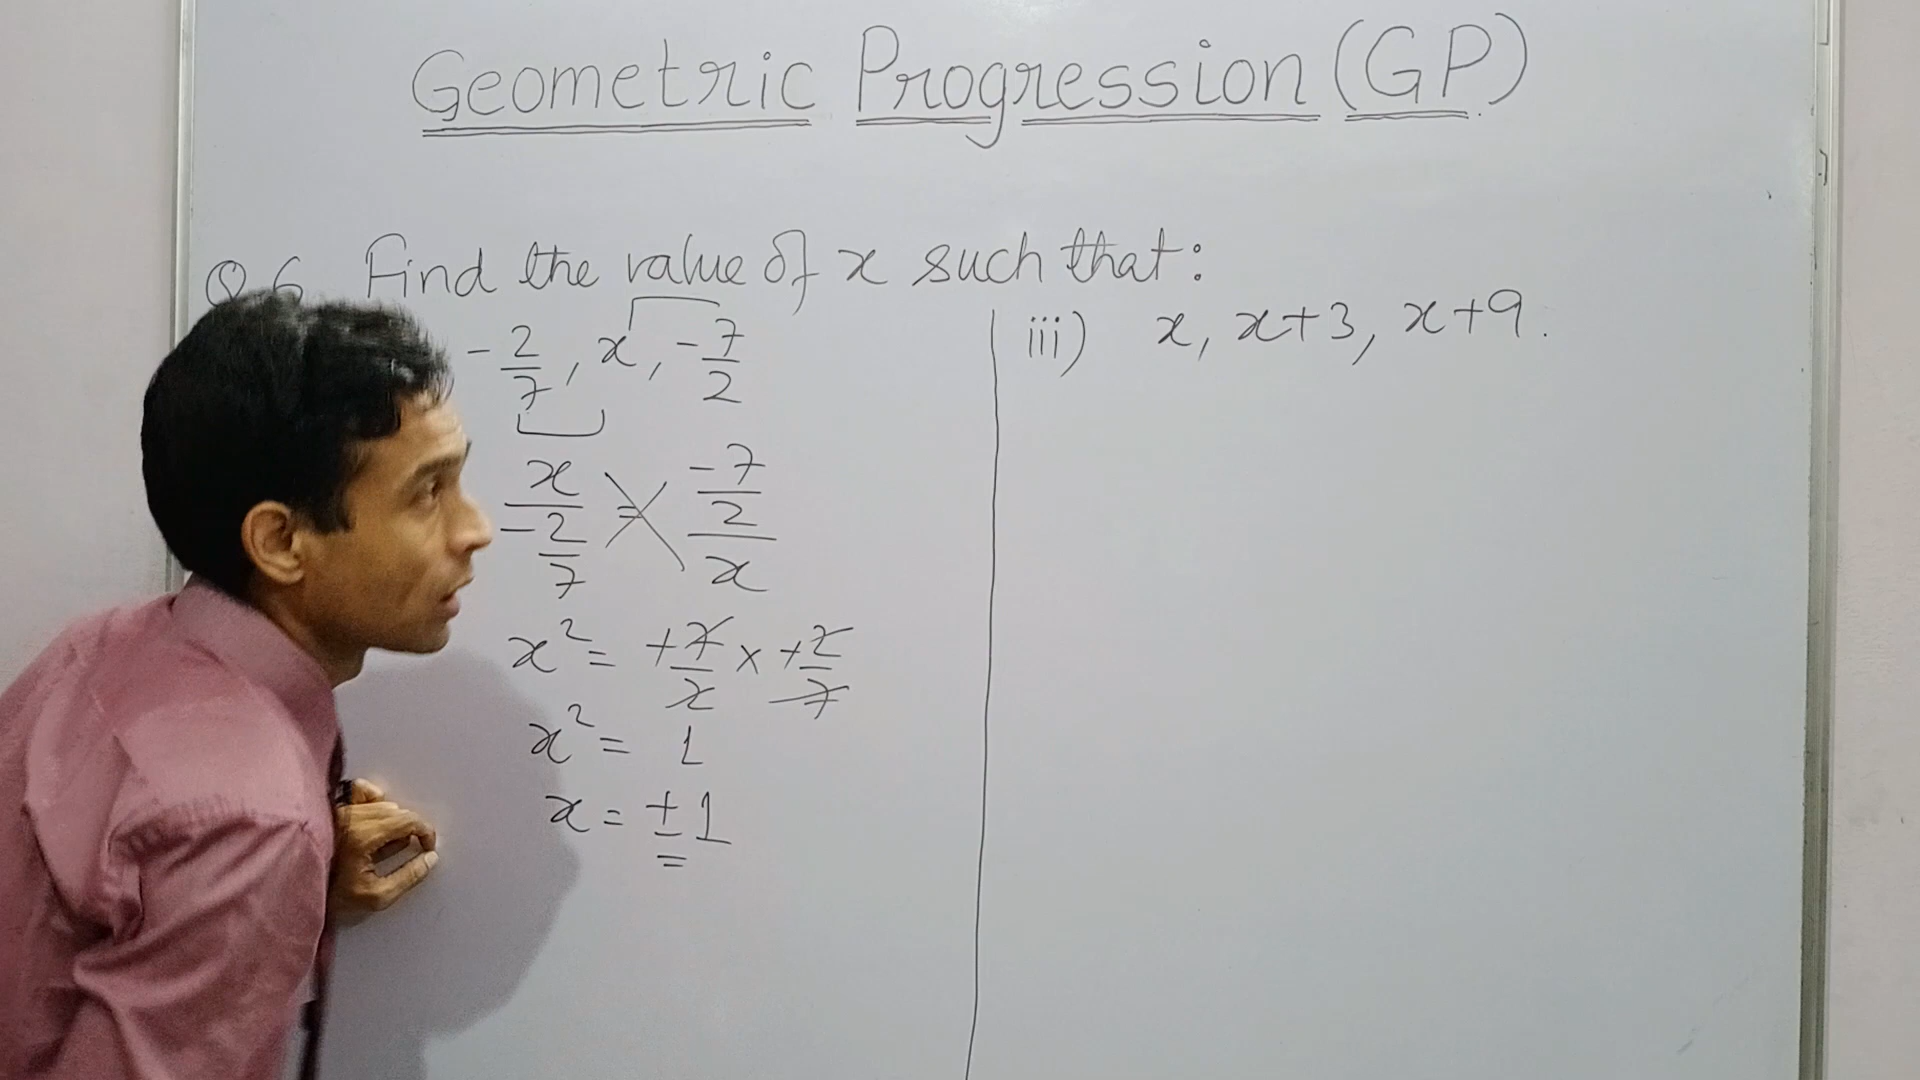 Geometric Progression (GP)
Q.6 Find the value of x such that:
-2/7, x, -7/2
x/(-2/7) = (-7/2)/x
x² = +7/2 × +2/7
x² = 1
x = ±1
iii) x, x+3, x+9.